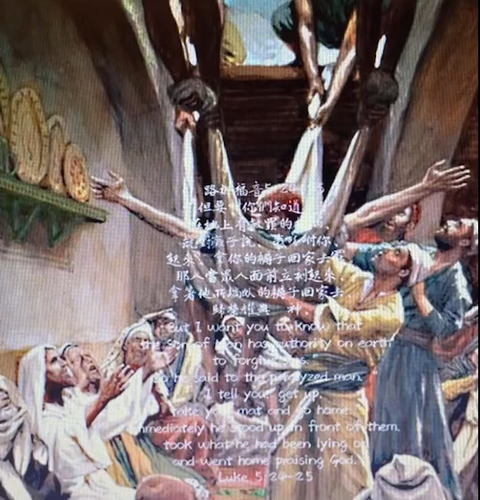 路加福音5:24-25
但要叫你們知道
地上有赦罪的
癱子說 吩咐你、
起來、拿你的褥子回家去
那人當眾人面前立刻起來、
拿著他所躺臥的褥子回家去
歸榮耀與 神
But I want you to know that
the Son of Man has authority on earth
to forgive sins.
So he said to the paralyzed man,
I tell you, get up,
take your mat and go home.
Immediately he stood up in front of them,
took what he had been lying on
and went home praising God.
Luke 5:24-25